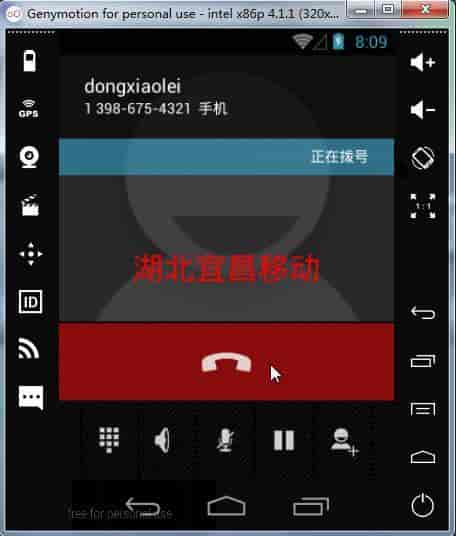 Genymotion for personal use - intel x86p 4.1.1 (320x...
8:09
dongxiaolei
1 398-675-4321 手机
GPS
正在拨号
1:1
湖北宜昌移动
ID
free for personal use